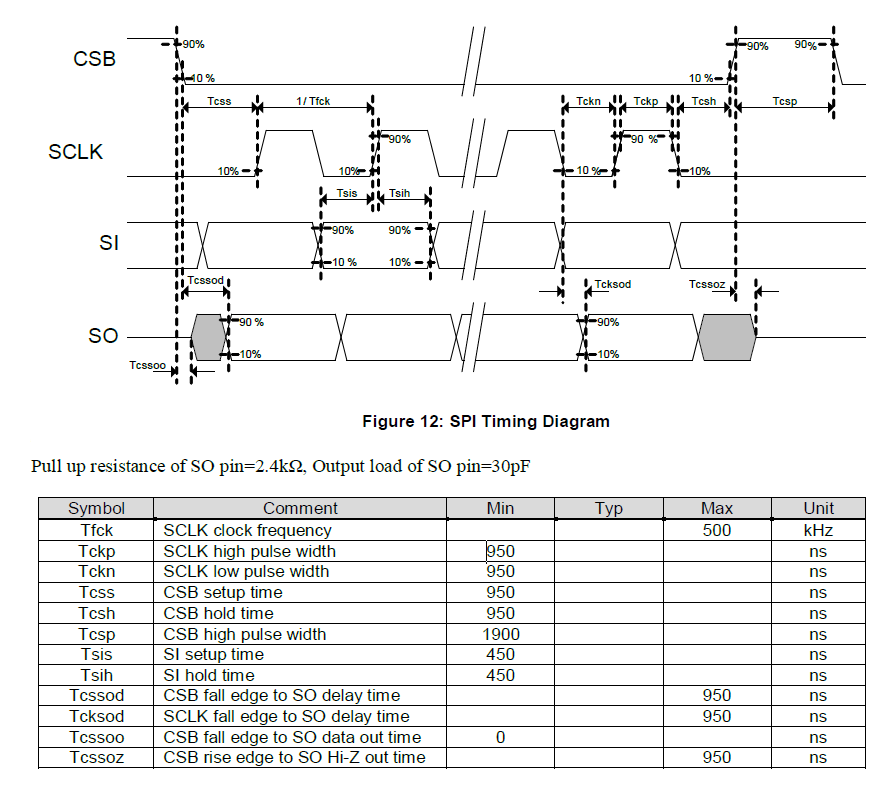 CSB
90%
10 %
10 %
90%
90%
Tcss
1/ Tfck
Tckn
Tckp
Tcsh
Tcsp
SCLK
10%
10%
90%
10 %
90 %
10%
Tsis
Tsih
SI
90%
90%
10 %
10%
Tcssod
Tcksod
Tcssoz
SO
90 %
10%
90%
10%
Tcssoo
Figure 12: SPI Timing Diagram
Pull up resistance of SO pin=2.4kΩ, Output load of SO pin=30pF
Symbol Comment Min Typ Max Unit
Tfck SCLK clock frequency 500 kHz
Tckp SCLK high pulse width 950 ns
Tckn SCLK low pulse width 950 ns
Tcss CSB setup time 950 ns
Tcsh CSB hold time 950 ns
Tcsp CSB high pulse width 1900 ns
Tsis SI setup time 450 ns
Tsih SI hold time 450 ns
Tcssod CSB fall edge to SO delay time 950 ns
Tcksod SCLK fall edge to SO delay time 950 ns
Tcssoo CSB fall edge to SO data out time 0 ns
Tcssoz CSB rise edge to SO Hi-Z out time 950 ns